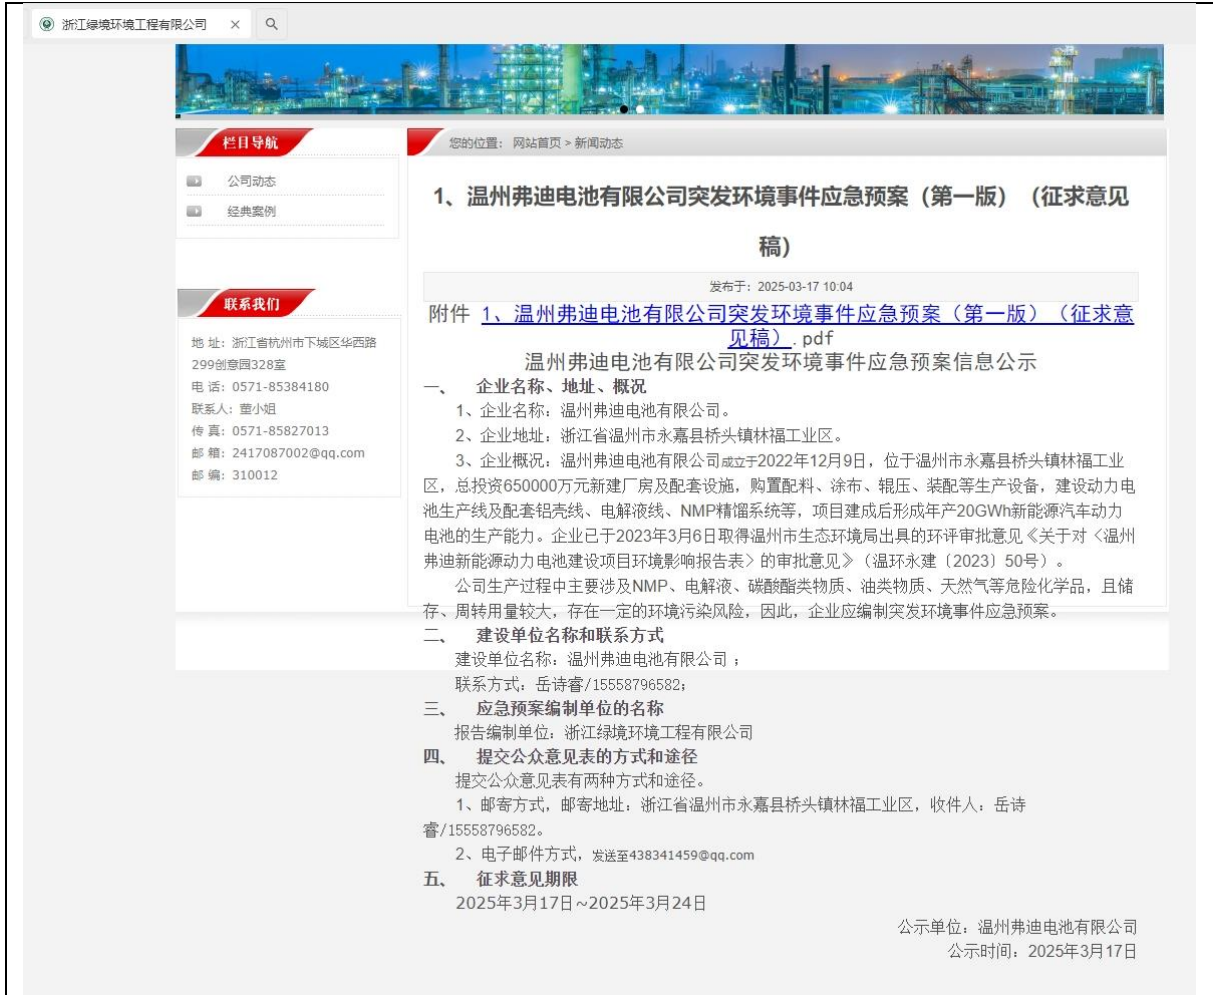 浙江绿境环境工程有限公司
栏目导航
公司动态
经典案例
联系我们
地 址: 浙江省杭州市下城区华西路
299创意园328室
电 话: 0571-85384180
联系人: 董小姐
传 真: 0571-85827013
邮 箱: 2417087002@qq.com
邮 编: 310012
您的位置: 网站首页 > 新闻动态
1、温州弗迪电池有限公司突发环境事件应急预案（第一版）（征求意见
稿）
发布于: 2025-03-17 10:04
附件 1、温州弗迪电池有限公司突发环境事件应急预案（第一版）（征求意
见稿）.pdf
温州弗迪电池有限公司突发环境事件应急预案信息公示
一、 企业名称、地址、概况
1、企业名称：温州弗迪电池有限公司。
2、企业地址：浙江省温州市永嘉县桥头镇林福工业区。
3、企业概况：温州弗迪电池有限公司成立于2022年12月9日，位于温州市永嘉县桥头镇林福工业
区，总投资650000万元新建厂房及配套设施，购置配料、涂布、辊压、装配等生产设备，建设动力电
池生产线及配套铝壳线、电解液线、NMP精馏系统等，项目建成后形成年产20GWh新能源汽车动力
电池的生产能力。企业已于2023年3月6日取得温州市生态环境局出具的环评审批意见《关于对〈温州
弗迪新能源动力电池建设项目环境影响报告表〉的审批意见》（温环永建〔2023〕50号）。
公司生产过程中主要涉及NMP、电解液、碳酸酯类物质、油类物质、天然气等危险化学品，且储
存、周转用量较大，存在一定的环境污染风险，因此，企业应编制突发环境事件应急预案。
二、 建设单位名称和联系方式
建设单位名称：温州弗迪电池有限公司；
联系方式：岳诗睿/15558796582;
三、 应急预案编制单位的名称
报告编制单位：浙江绿境环境工程有限公司
四、 提交公众意见表的方式和途径
提交公众意见表有两种方式和途径。
1、邮寄方式，邮寄地址：浙江省温州市永嘉县桥头镇林福工业区，收件人：岳诗
睿/15558796582。
2、电子邮件方式，发送至438341459@qq.com
五、 征求意见期限
2025年3月17日~2025年3月24日
公示单位：温州弗迪电池有限公司
公示时间：2025年3月17日